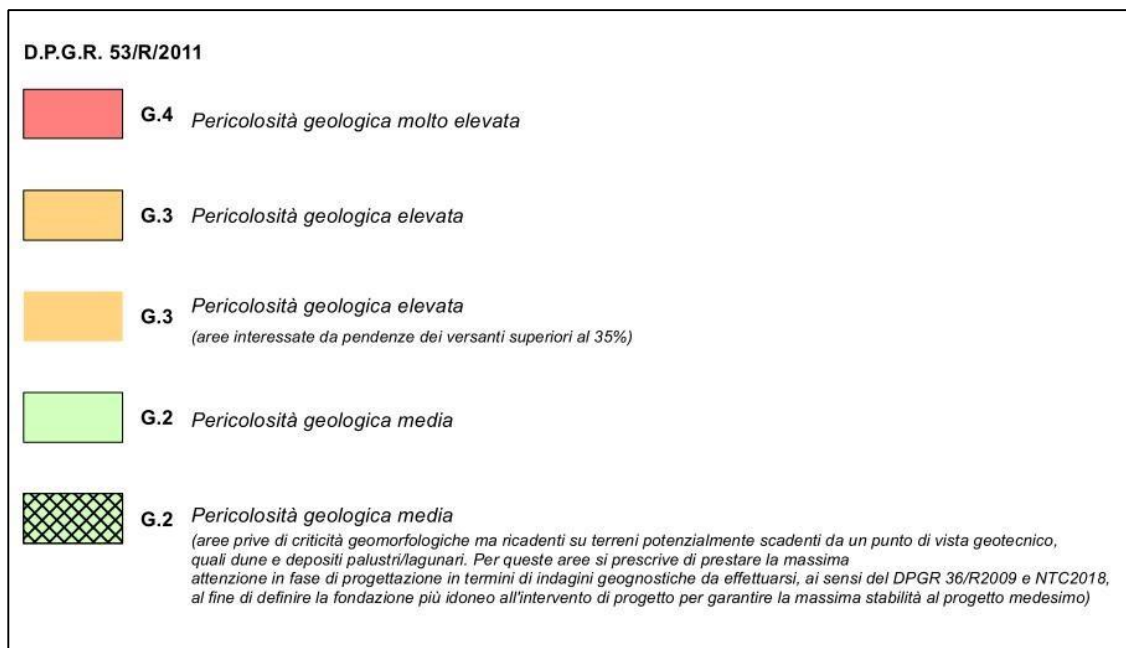 D.P.G.R. 53/R/2011
G.4 Pericolosità geologica molto elevata
G.3 Pericolosità geologica elevata
G.3 Pericolosità geologica elevata
(aree interessate da pendenze dei versanti superiori al 35%)
G.2 Pericolosità geologica media
G.2 Pericolosità geologica media
(aree prive di criticità geomorfologiche ma ricadenti su terreni potenzialmente scadenti da un punto di vista geotecnico,
quali dune e depositi palustri/lagunari. Per queste aree si prescrive di prestare la massima
attenzione in fase di progettazione in termini di indagini geognostiche da effettuarsi, ai sensi del DPGR 36/R2009 e NTC2018,
al fine di definire la fondazione più idoneo all'intervento di progetto per garantire la massima stabilità al progetto medesimo)